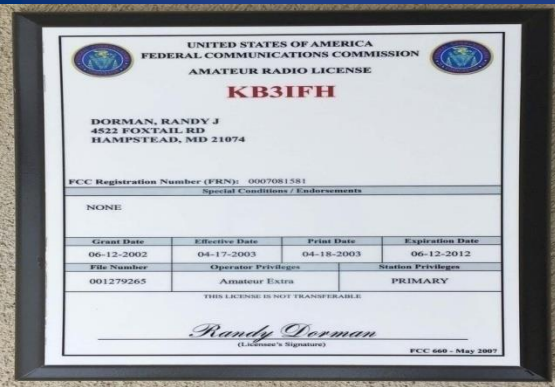 UNITED STATES OF AMERICA
FEDERAL COMMUNICATIONS COMMISSION
AMATEUR RADIO LICENSE
KB3IFH
DORMAN, RANDY J
4522 FOXTAIL RD
HAMPSTEAD, MD 21074
FCC Registration Number (FRN): 0007081581
Special Conditions / Endorsements
NONE
Grant Date Effective Date Print Date Expiration Date
06-12-2002 04-17-2003 04-18-2003 06-12-2012
File Number Operator Privileges Station Privileges
001279265 Amateur Extra PRIMARY
THIS LICENSE IS NOT TRANSFERABLE
Randy Dorman
(Licensee's Signature)
FCC 660 - May 2007